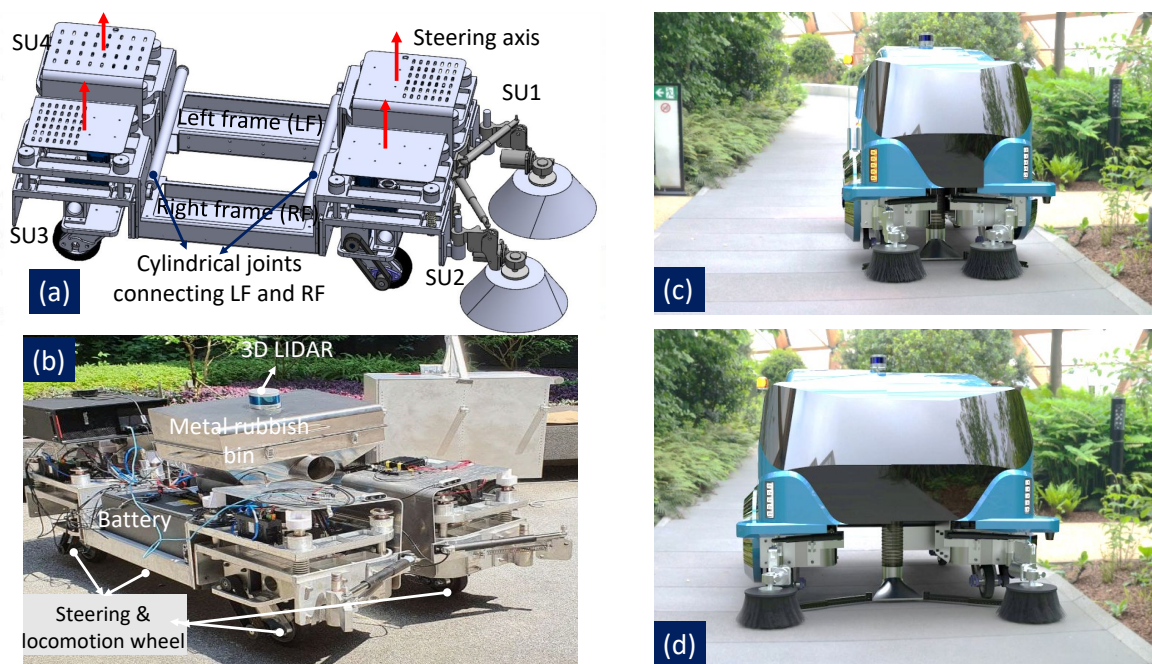 SU4
Steering axis
SU1
Left frame (LF)
Right frame (RF)
SU3
SU2
Cylindrical joints
connecting LF and RF
(a)
(b)
3D LIDAR
Metal rubbish
bin
Battery
Steering &
locomotion wheel
(c)
(d)